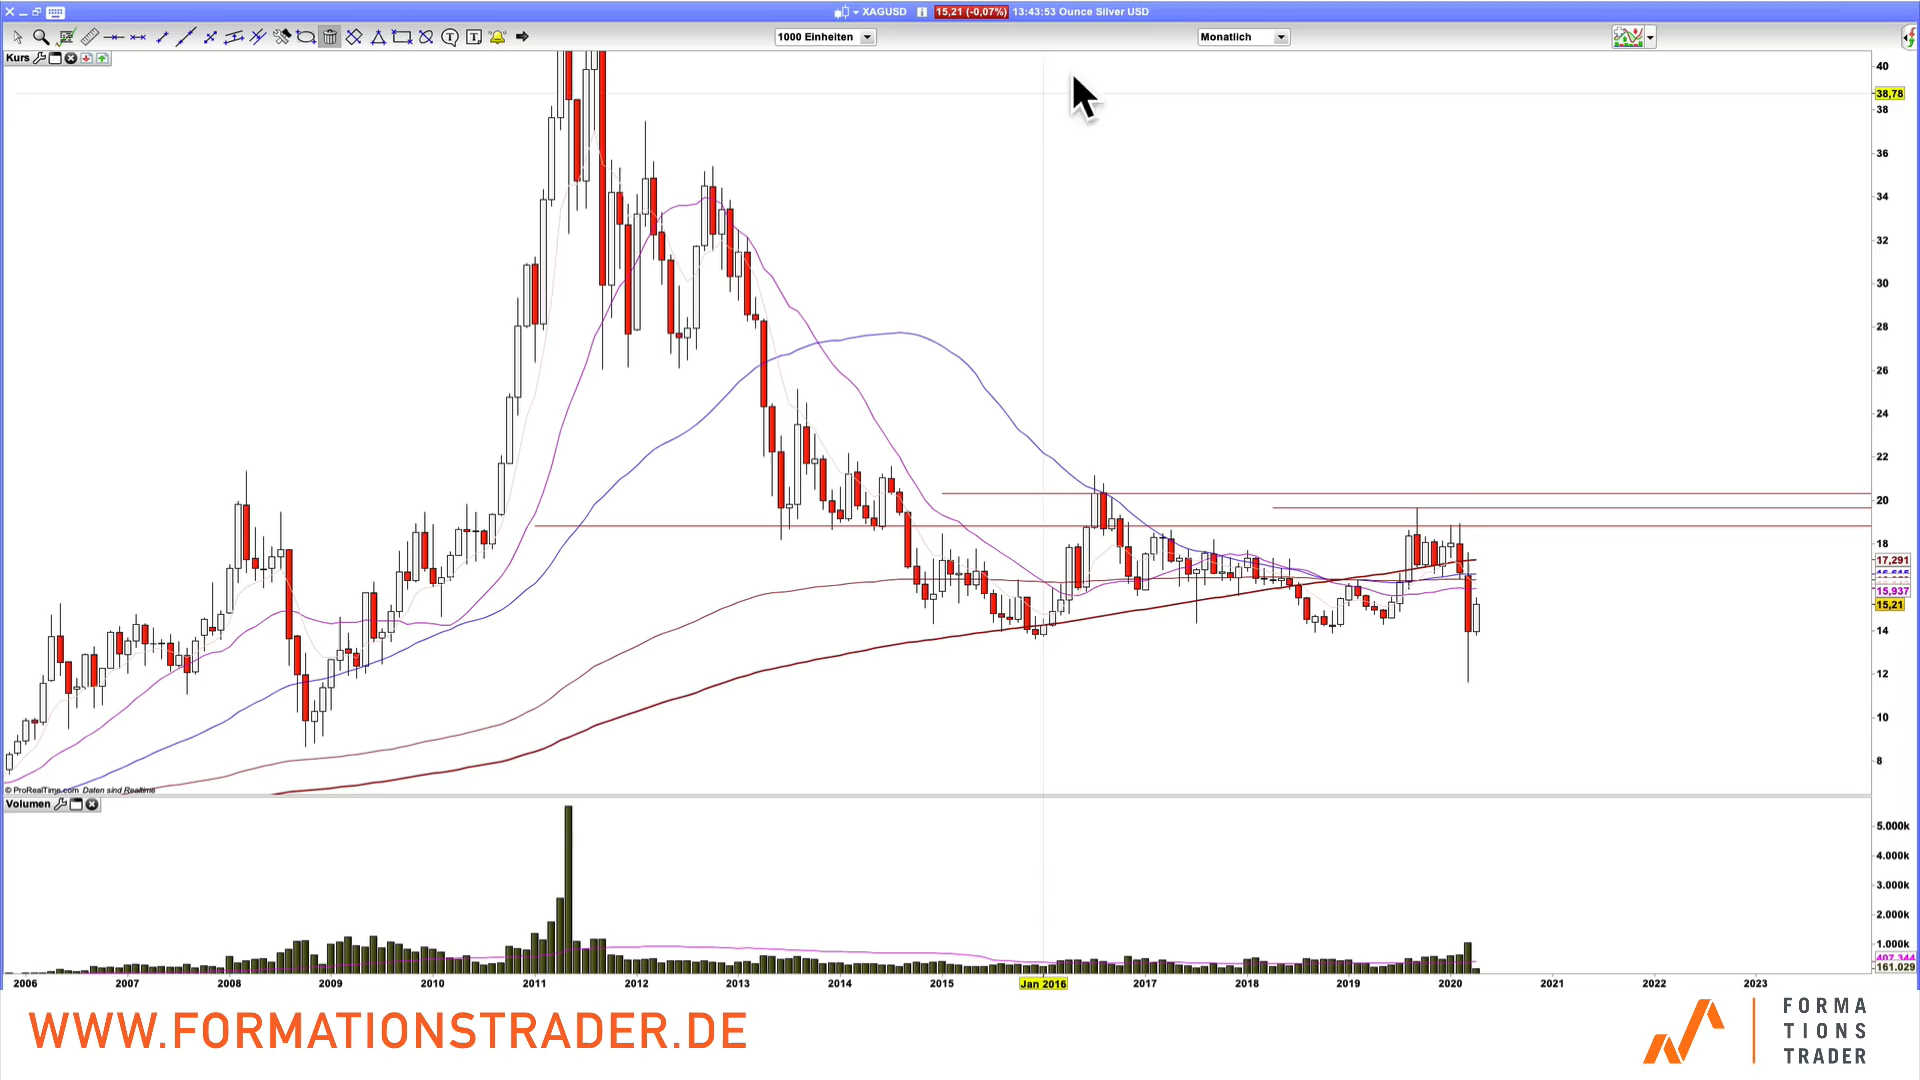 XAGUSD 15,21 (-0,07%) 13:43:53 Ounce Silver USD
1000 Einheiten
Monatlich
Kurs
40
38,78
38
36
34
32
30
28
26
24
22
20
18
17,291
15,937
15,21
14
12
10
8
© ProRealTime.com Daten sind Realtime
Volumen
5.000k
4.000k
3.000k
2.000k
1.000k
407.344
161.029
2006 2007 2008 2009 2010 2011 2012 2013 2014 2015 Jan 2016 2017 2018 2019 2020 2021 2022 2023
WWW.FORMATIONSTRADER.DE
FORMA
TIONS
TRADER